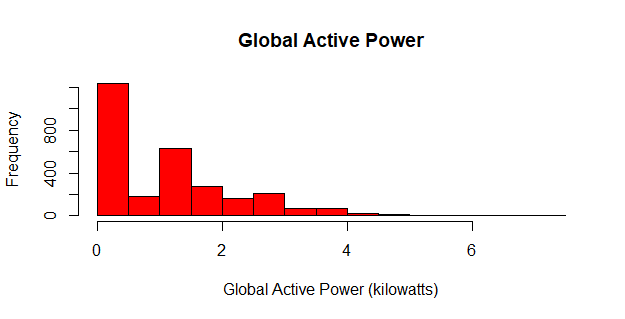 Global Active Power
Frequency
800
400
0
0 2 4 6
Global Active Power (kilowatts)